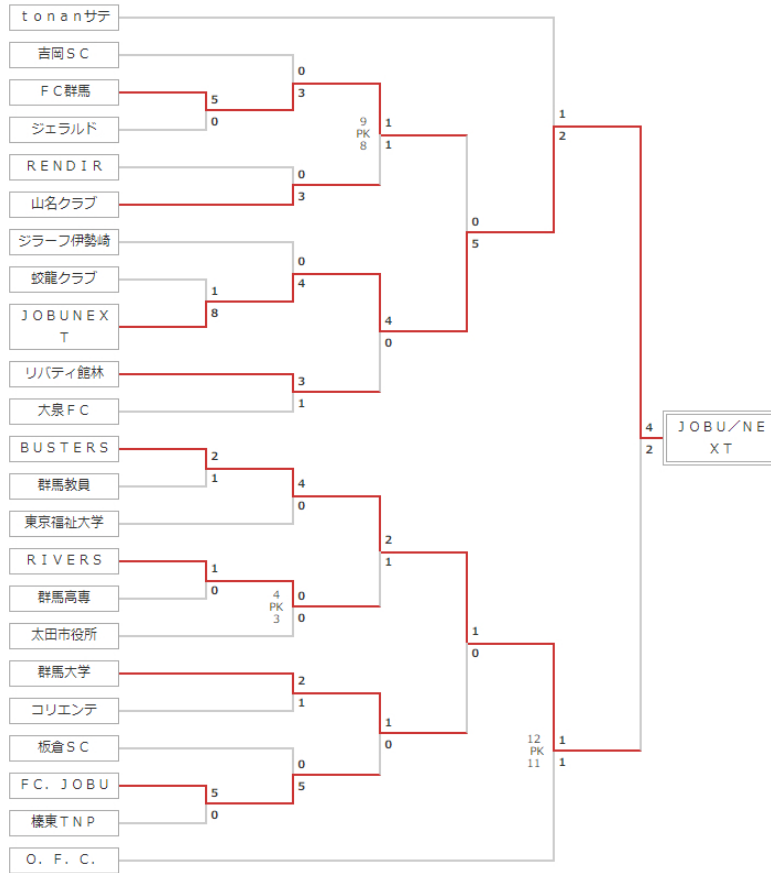 ｔｏｎａｎサテ
吉岡ＳＣ
ＦＣ群馬
ジェラルド
ＲＥＮＤＩＲ
山名クラブ
ジラーフ伊勢崎
蛟龍クラブ
ＪＯＢＵＮＥＸ
Ｔ
リバティ館林
大泉ＦＣ
ＢＵＳＴＥＲＳ
群馬教員
東京福祉大学
ＲＩＶＥＲＳ
群馬高専
太田市役所
群馬大学
コリエンテ
板倉ＳＣ
ＦＣ．ＪＯＢＵ
榛東ＴＮＰ
Ｏ．Ｆ．Ｃ．
5
0
1
8
2
1
1
0
5
0
0
3
0
3
0
4
3
1
4
0
4
PK
3
0
0
2
1
0
5
9
PK
8
1
1
4
0
2
1
1
0
0
5
1
0
1
2
12
PK
11
1
1
4
2
ＪＯＢＵ／ＮＥ
ＸＴ